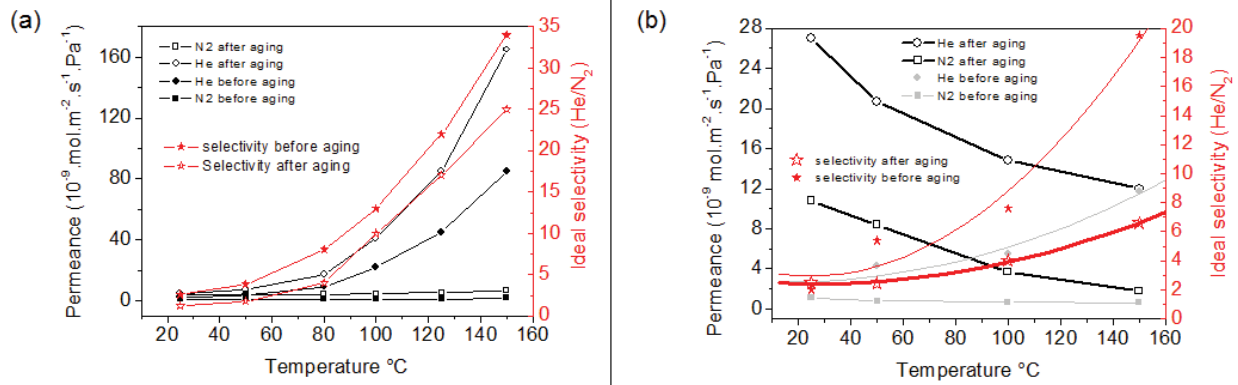 (a)
160
120
80
40
0
Permeance (10⁻⁹.mol.m⁻².s⁻¹.Pa⁻¹)
N2 after aging
He after aging
He before aging
N2 before aging
selectivity before aging
Selectivity after aging
35
30
25
20
15
10
5
0
Ideal selectivity (He/N₂)
20 40 60 80 100 120 140 160
Temperature ºC
(b)
28
24
20
16
12
8
4
0
Permeance (10⁻⁹ mol.m⁻².s⁻¹.Pa⁻¹)
He after aging
N2 after aging
He before aging
N2 before aging
selectivity after aging
selectivity before aging
20
18
16
14
12
10
8
6
4
2
0
Ideal selectivity (He/N₂)
20 40 60 80 100 120 140 160
Temperature ºC